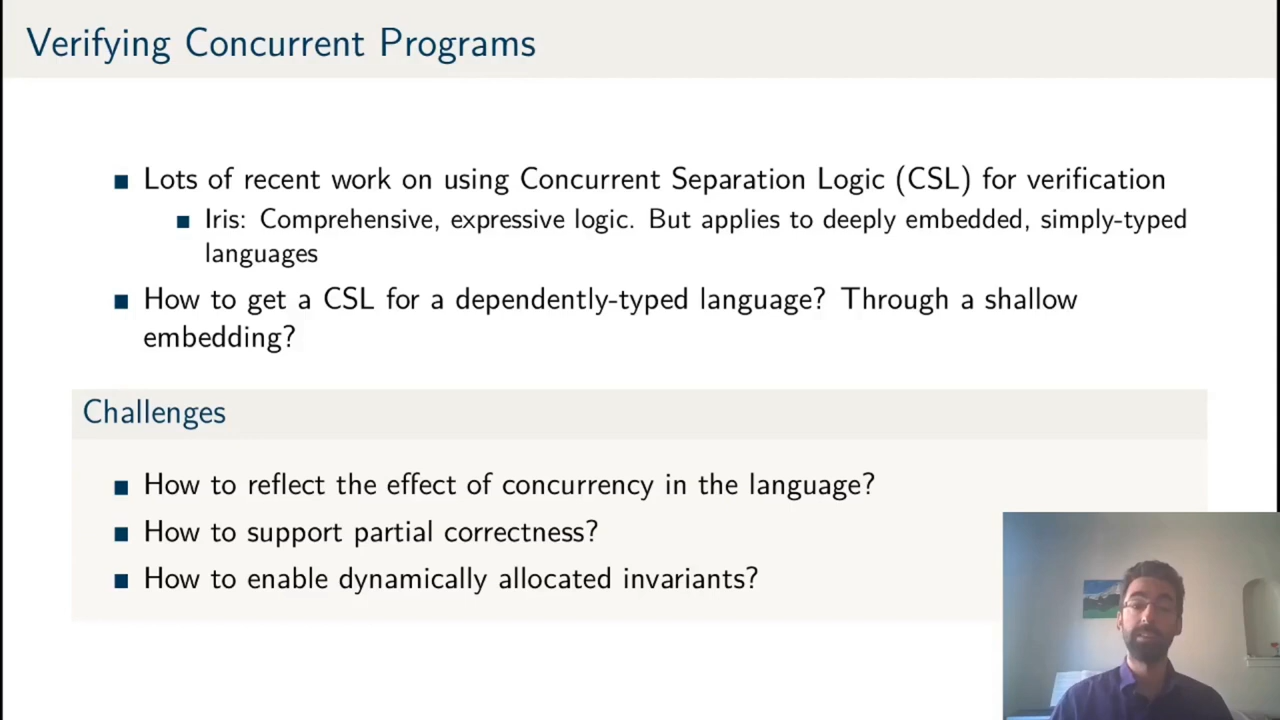 Verifying Concurrent Programs
Lots of recent work on using Concurrent Separation Logic (CSL) for verification
Iris: Comprehensive, expressive logic. But applies to deeply embedded, simply-typed
languages
How to get a CSL for a dependently-typed language? Through a shallow
embedding?
Challenges
How to reflect the effect of concurrency in the language?
How to support partial correctness?
How to enable dynamically allocated invariants?